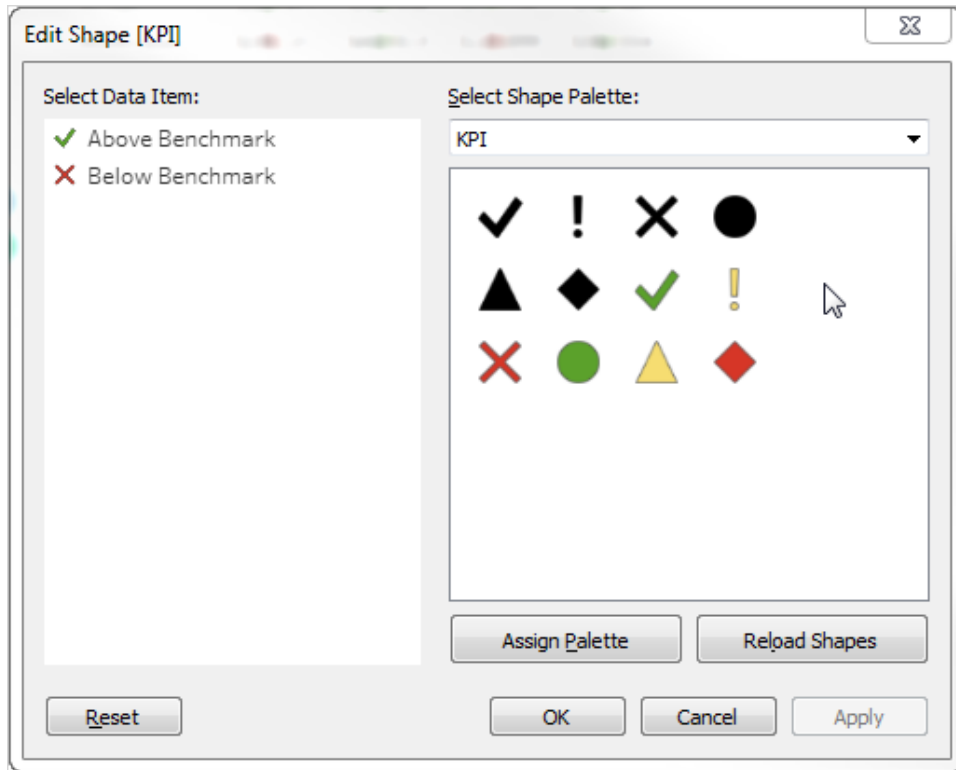 Edit Shape [KPI]
Select Data Item:
Above Benchmark
Below Benchmark
Select Shape Palette:
KPI
Assign Palette
Reload Shapes
Reset
OK
Cancel
Apply